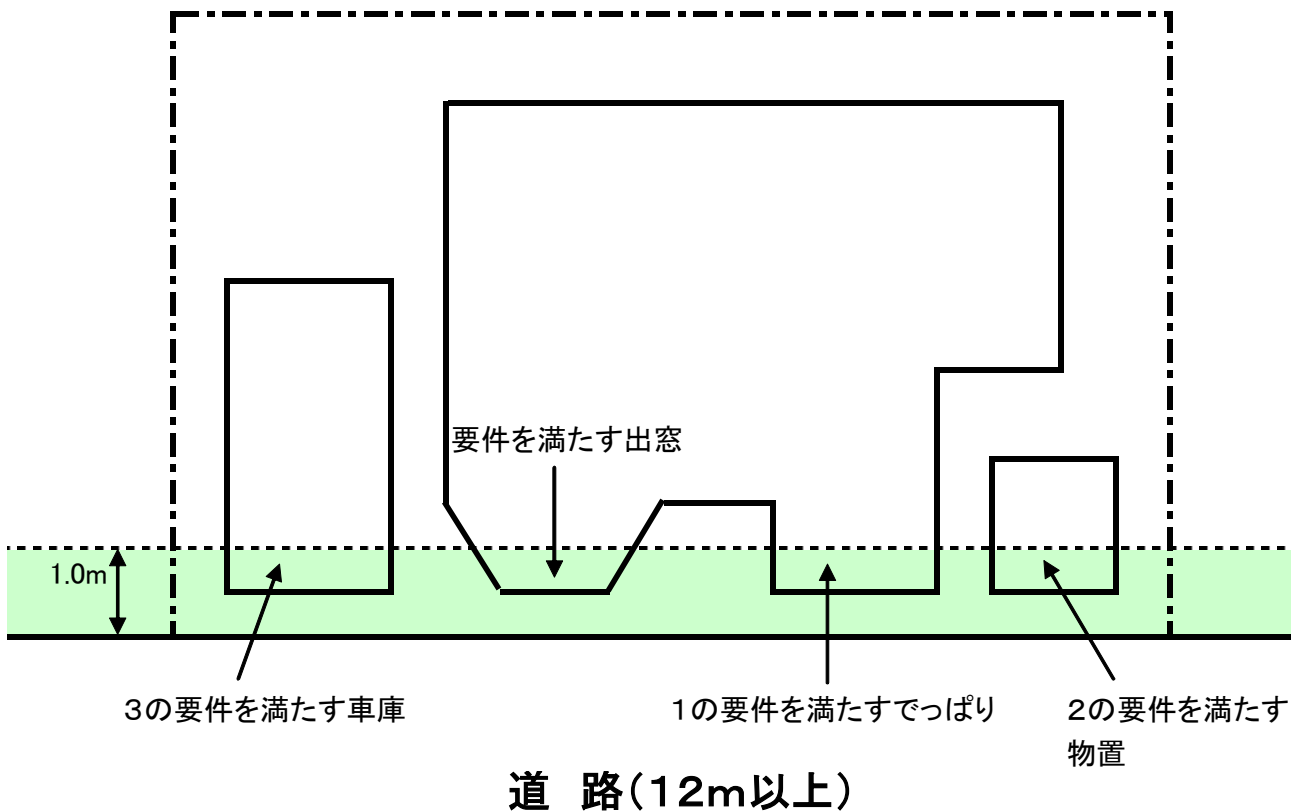 要件を満たす出窓
1.0m
3の要件を満たす車庫
1の要件を満たすでっぱり
2の要件を満たす
物置
道 路(12m以上)